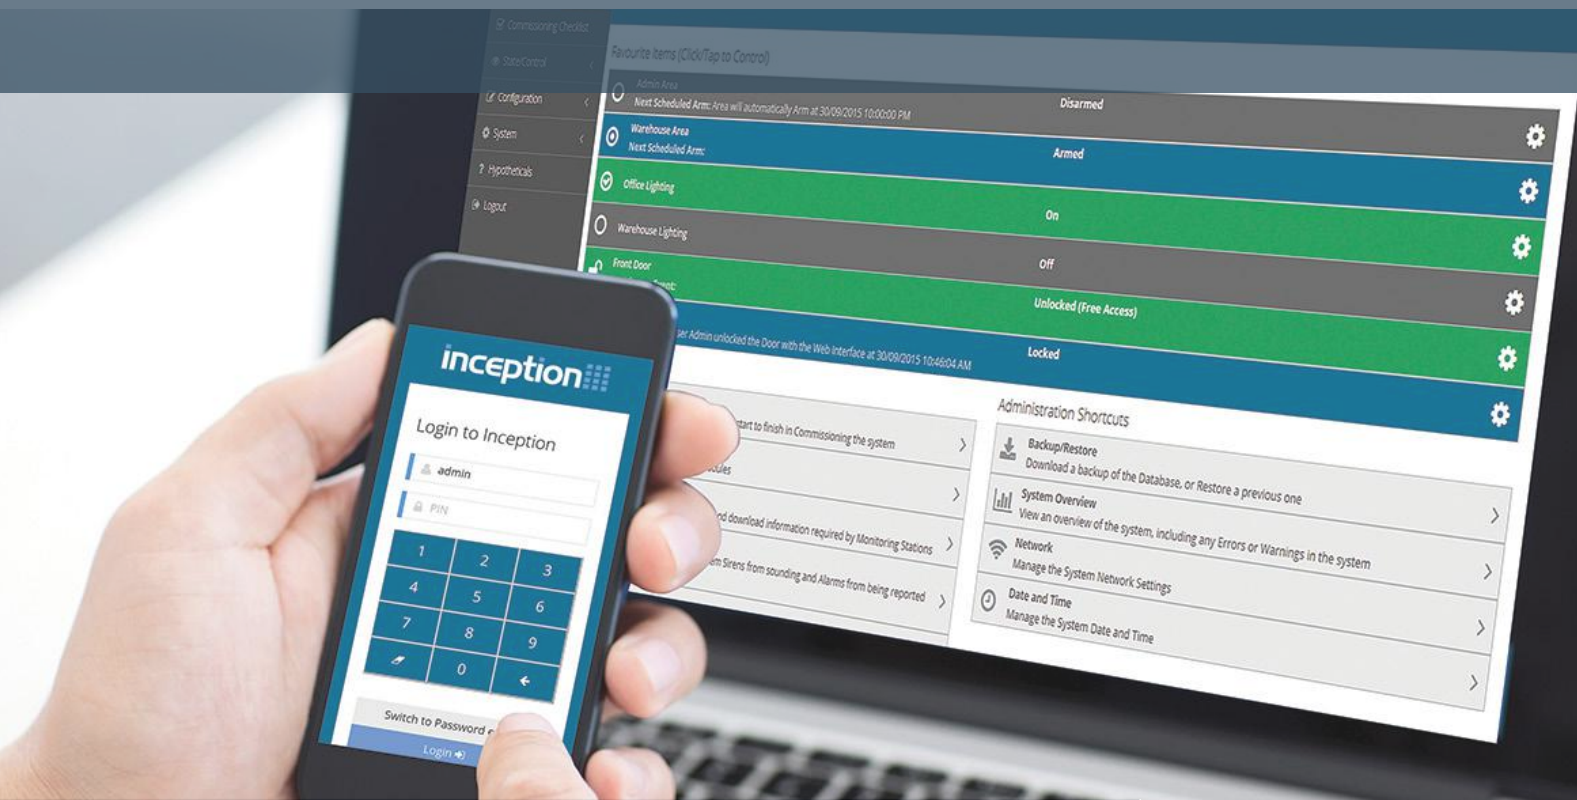 Commissioning Checklist
State/Control
Configuration
System
Hypotheticals
Logout
Favourite Items (Click/Tap to Control)
Admin Area
Disarmed
Next Scheduled Arm: Area will automatically Arm at 30/09/2015 10:00:00 PM
Warehouse Area
Armed
Next Scheduled Arm:
Office Lighting
On
Warehouse Lighting
Off
Front Door
Unlocked (Free Access)
Event:
ser Admin unlocked the Door with the Web Interface at 30/09/2015 10:46:04 AM
Locked
start to finish in Commissioning the system
dules
nd download information required by Monitoring Stations
em Sirens from sounding and Alarms from being reported
Administration Shortcuts
Backup/Restore
Download a backup of the Database, or Restore a previous one
System Overview
View an overview of the system, including any Errors or Warnings in the system
Network
Manage the System Network Settings
Date and Time
Manage the System Date and Time
inception
Login to Inception
admin
PIN
1 2 3
4 5 6
7 8 9
0
Switch to Password
Login